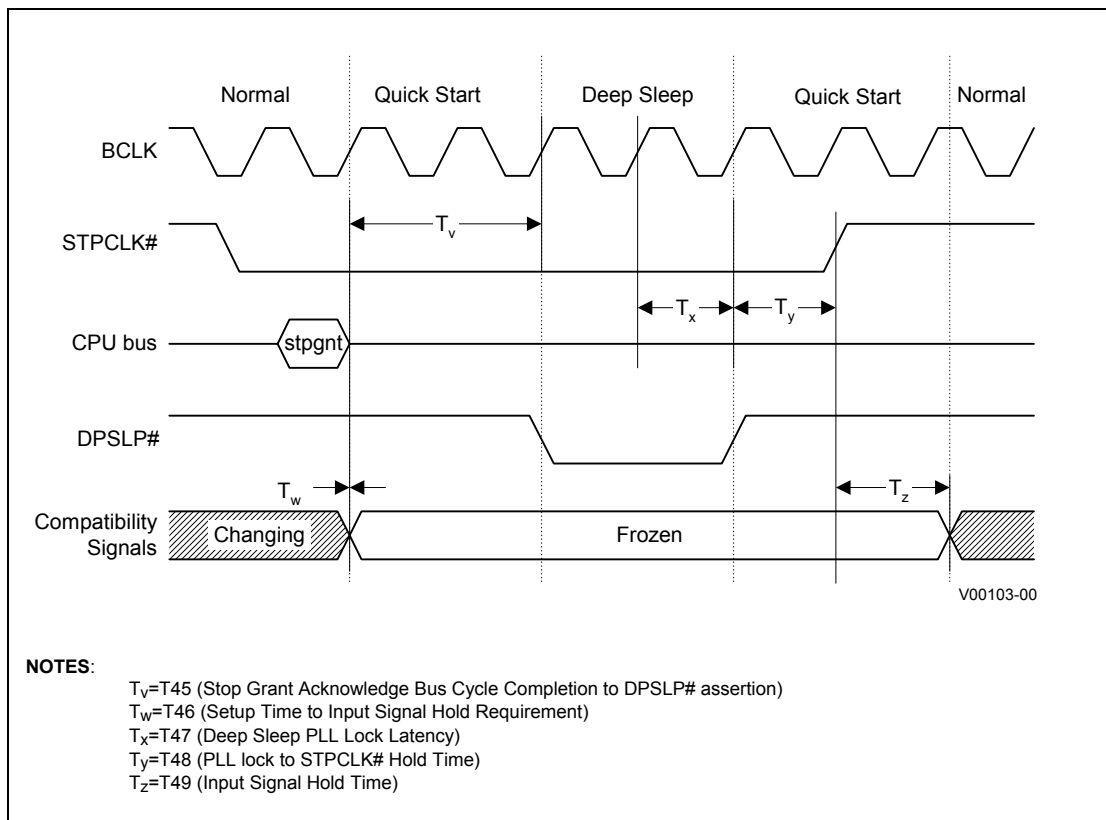 Normal Quick Start Deep Sleep Quick Start Normal
BCLK
STPCLK# Tv
Tx Ty
CPU bus stpgnt
DPSLP#
Tw Tz
Compatibility Signals Changing Frozen
V00103-00
NOTES:
Tv=T45 (Stop Grant Acknowledge Bus Cycle Completion to DPSLP# assertion)
Tw=T46 (Setup Time to Input Signal Hold Requirement)
Tx=T47 (Deep Sleep PLL Lock Latency)
Ty=T48 (PLL lock to STPCLK# Hold Time)
Tz=T49 (Input Signal Hold Time)